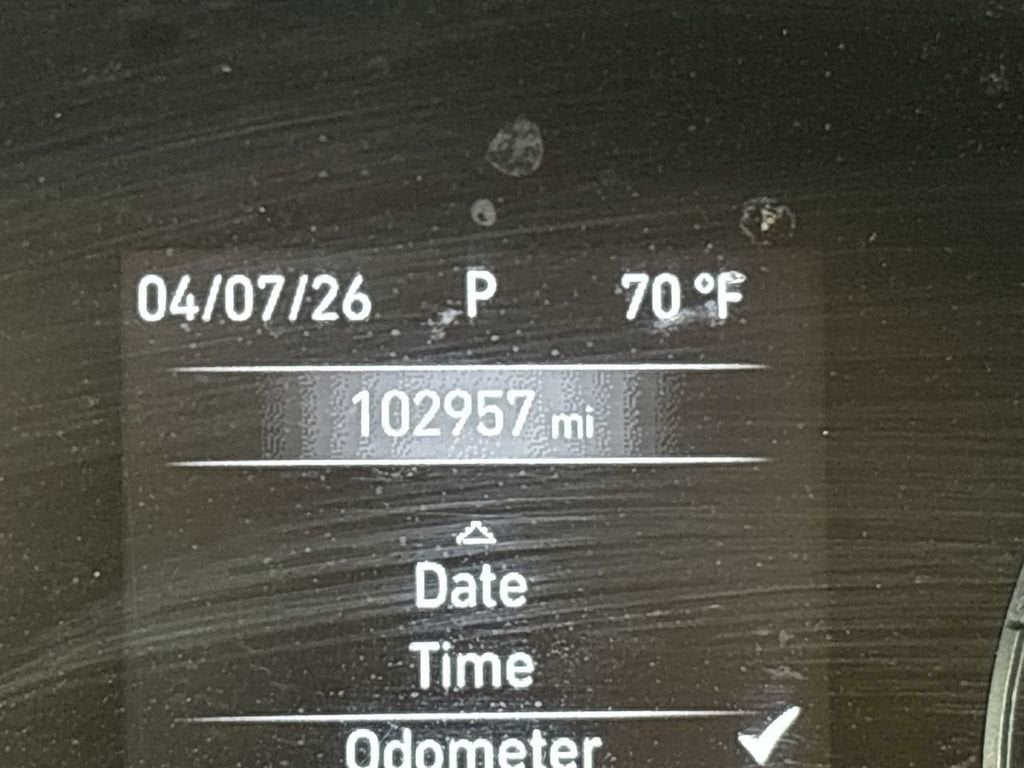 04/07/26 P 70 °F
102957 mi
Date
Time
Odometer